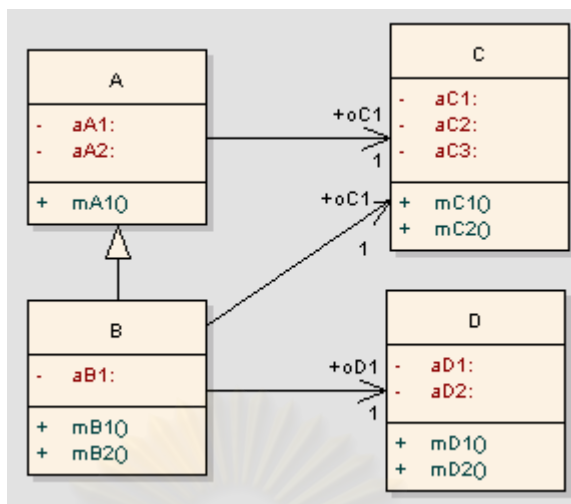 A
- aA1:
- aA2:
+ mA1()
+oC1
1
C
- aC1:
- aC2:
- aC3:
+ mC1()
+ mC2()
+oC1
1
B
- aB1:
+ mB1()
+ mB2()
+oD1
1
D
- aD1:
- aD2:
+ mD1()
+ mD2()